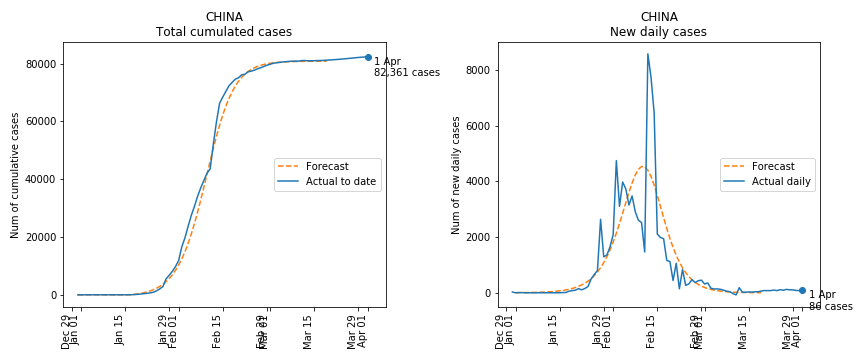 CHINA
Total cumulated cases
Num of cumulative cases
80000
60000
40000
20000
0
1 Apr
82,361 cases
Forecast
Actual to date
Dec 29
Jan 01
Jan 15
Jan 29
Feb 01
Feb 15
Feb 29
Mar 01
Mar 15
Mar 29
Apr 01
CHINA
New daily cases
Num of new daily cases
8000
6000
4000
2000
0
Forecast
Actual daily
1 Apr
86 cases
Dec 29
Jan 01
Jan 15
Jan 29
Feb 01
Feb 15
Feb 29
Mar 01
Mar 15
Mar 29
Apr 01